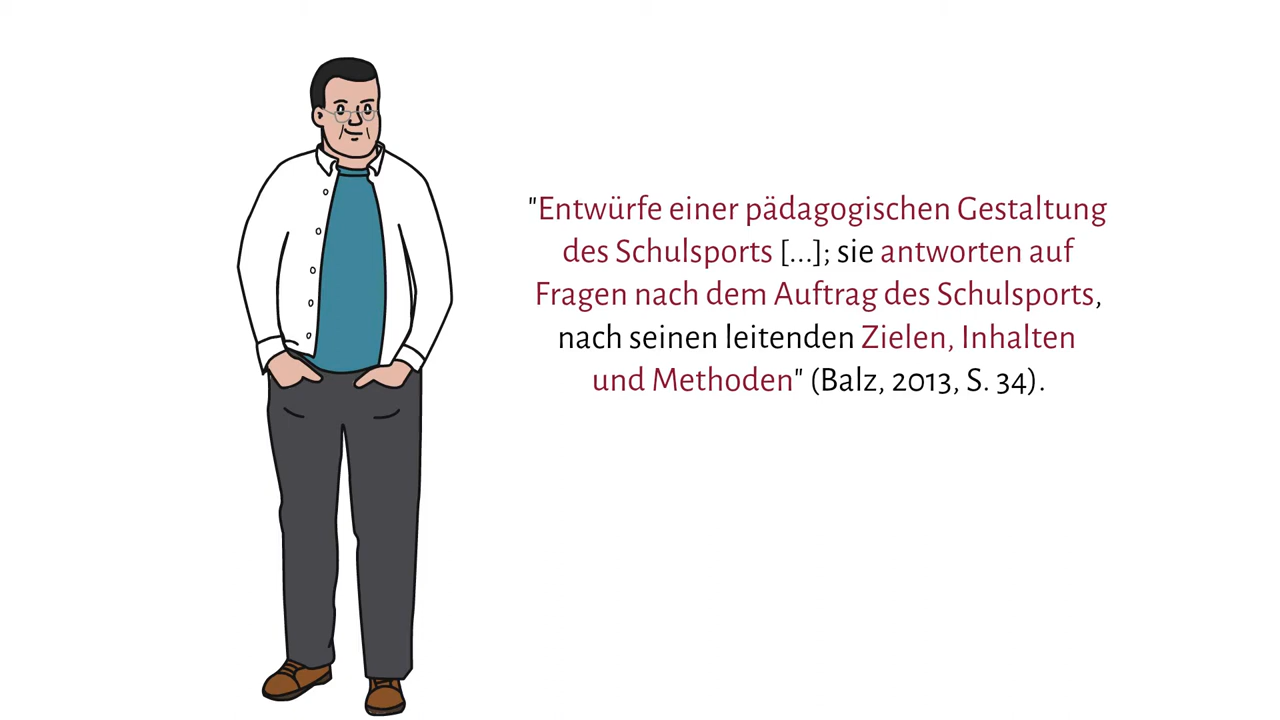 "Entwürfe einer pädagogischen Gestaltung
des Schulsports [...]; sie antworten auf
Fragen nach dem Auftrag des Schulsports,
nach seinen leitenden Zielen, Inhalten
und Methoden" (Balz, 2013, S. 34).